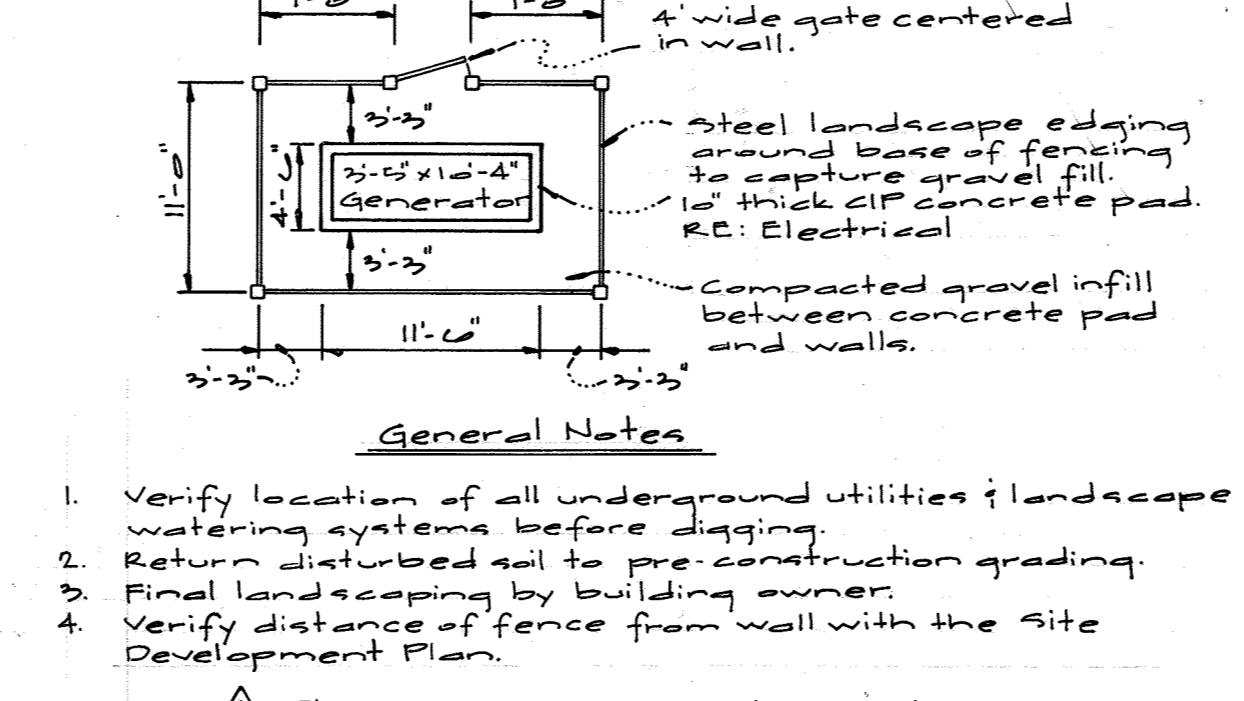 4' wide gate centered
in wall.
3'-3"
Steel landscape edging
around base of fencing
to capture gravel fill.
11'-0"
4'-6"
3'-5" x 10'-4"
Generator
10" thick CIP concrete pad.
RE: Electrical
3'-3"
Compacted gravel infill
between concrete pad
and walls.
11'-6"
3'-3"
3'-3"
General Notes
1. Verify location of all underground utilities & landscape
watering systems before digging.
2. Return disturbed soil to pre-construction grading.
3. Final landscaping by building owner.
4. Verify distance of fence from wall with the Site
Development Plan.